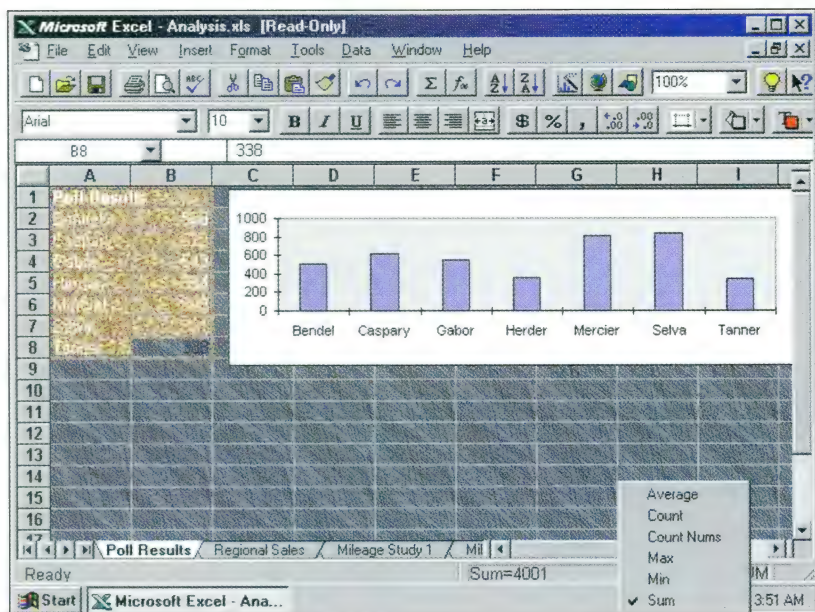 Microsoft Excel - Analysis.xls [Read-Only]
File Edit View Insert Format Tools Data Window Help
100%
Arial 10 B I U $ % ,
B8 338
A B C D E F G H I
1 Poll Results
2
3
4
5
6
7
8 338
9
10
11
12
13
14
15
16
17
1000
800
600
400
200
0
Bendel Caspary Gabor Herder Mercier Selva Tanner
Average
Count
Count Nums
Max
Min
Sum
Poll Results Regional Sales Mileage Study 1 Mil
Ready Sum=4001
Start Microsoft Excel - Ana... 3:51 AM